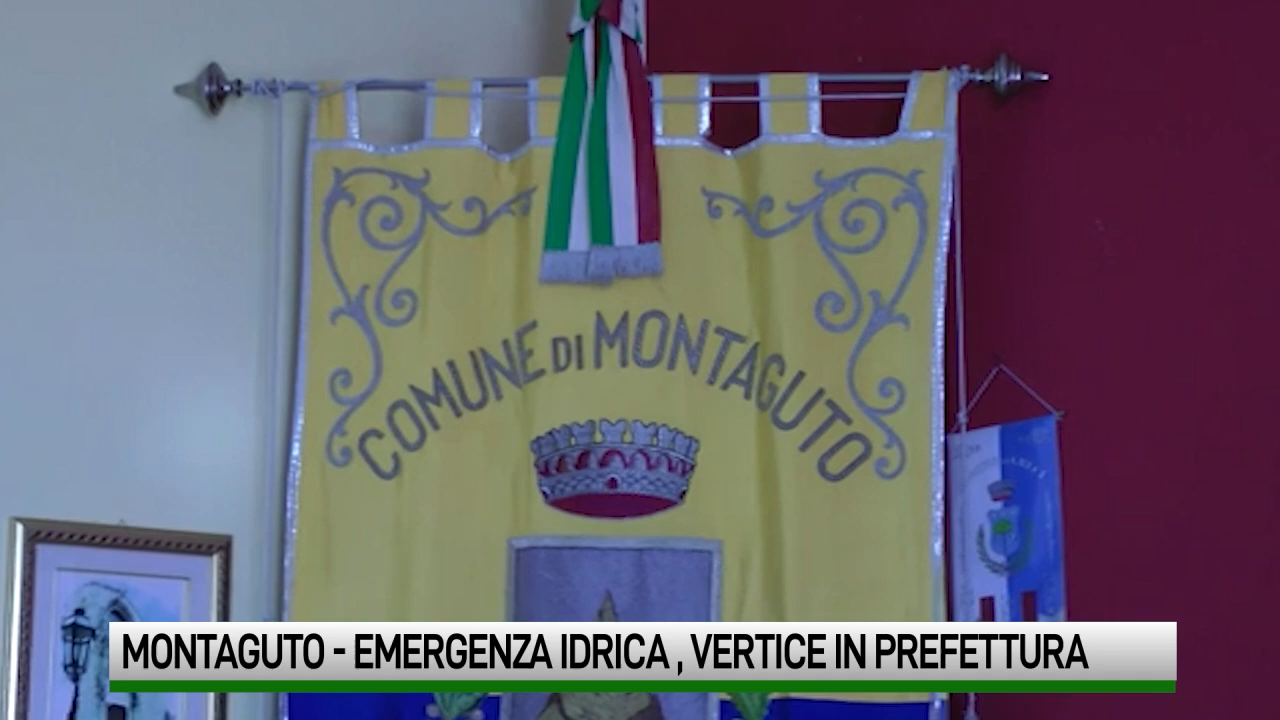 COMUNE DI MONTAGUTO
MONTAGUTO - EMERGENZA IDRICA , VERTICE IN PREFETTURA